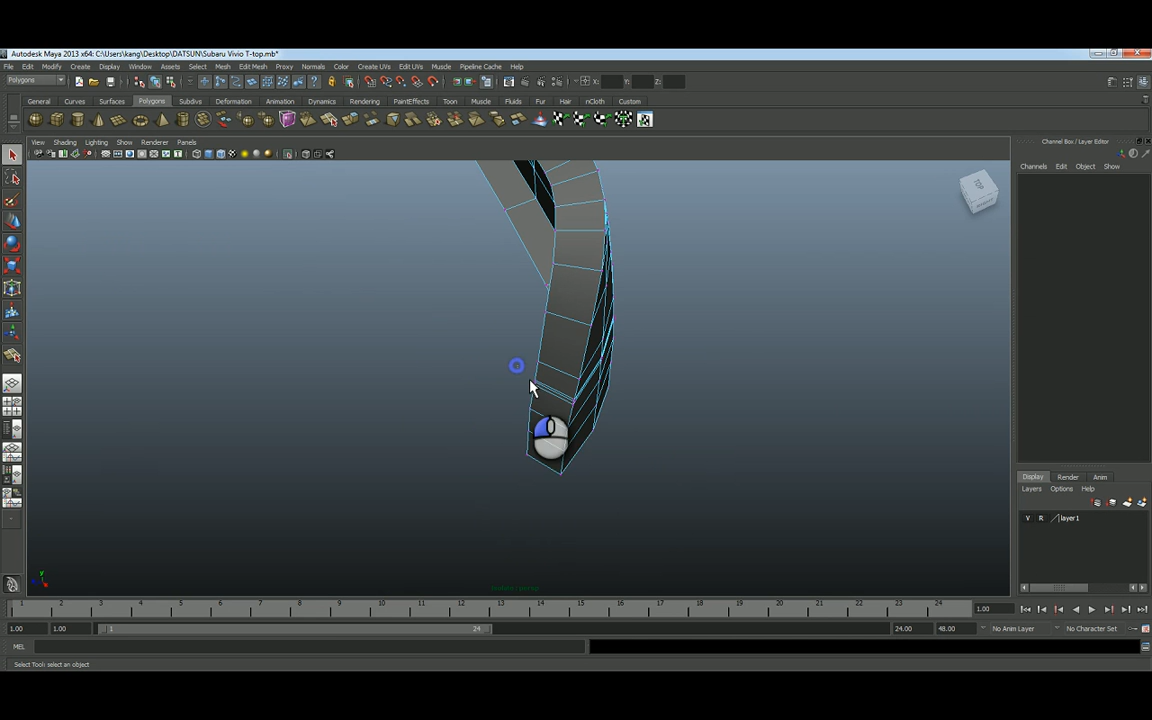 Autodesk Maya 2013 x64: C:\Users\kang\Desktop\DATSUN\Subaru Vivio T-top.mb*
File Edit Modify Create Display Window Assets Select Mesh Edit Mesh Proxy Normals Color Create UVs Edit UVs Muscle Pipeline Cache Help
Polygons X: Y: Z:
General Curves Surfaces Polygons Subdivs Deformation Animation Dynamics Rendering PaintEffects Toon Muscle Fluids Fur Hair nCloth Custom
View Shading Lighting Show Renderer Panels
Channel Box / Layer Editor
Channels Edit Object Show
Display Render Anim
Layers Options Help
V R layer1
y
1 2 3 4 5 6 7 8 9 10 11 12 13 14 15 16 17 18 19 20 21 22 23 24 1.00
1.00 1.00 1 24 24.00 48.00 No Anim Layer No Character Set
MEL
Select Tool: select an object